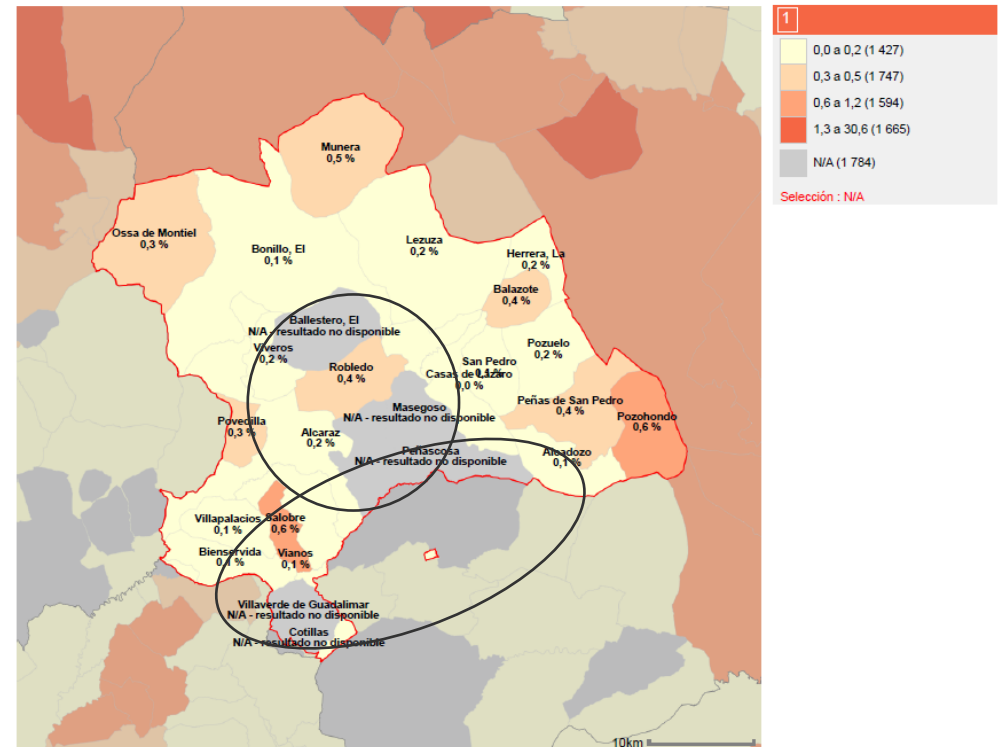 1
0,0 a 0,2 (1 427)
0,3 a 0,5 (1 747)
0,6 a 1,2 (1 594)
1,3 a 30,6 (1 665)
N/A (1 784)
Selección : N/A
Munera
0,5 %
Ossa de Montiel
0,3 %
Bonillo, El
0,1 %
Lezuza
0,2 %
Herrera, La
0,2 %
Balazote
0,4 %
Ballestero, El
N/A - resultado no disponible
Viveros
0,2 %
Pozuelo
0,2 %
San Pedro
0,1 %
Casas de Lázaro
0,0 %
Robledo
0,4 %
Masegoso
N/A - resultado no disponible
Peñas de San Pedro
0,4 %
Pozohondo
0,6 %
Povedilla
0,3 %
Alcaraz
0,2 %
Peñascosa
N/A - resultado no disponible
Alcadozo
0,1 %
Villapalacios
0,1 %
Salobre
0,6 %
Bienservida
0,1 %
Vianos
0,1 %
Villaverde de Guadalimar
N/A - resultado no disponible
Cotillas
N/A - resultado no disponible
10km